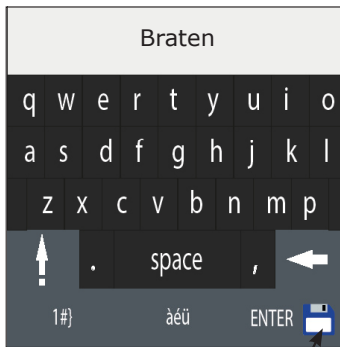 Braten
q w e r t y u i o
a s d f g h j k l
z x c v b n m p
. space ,
1#} àéü ENTER